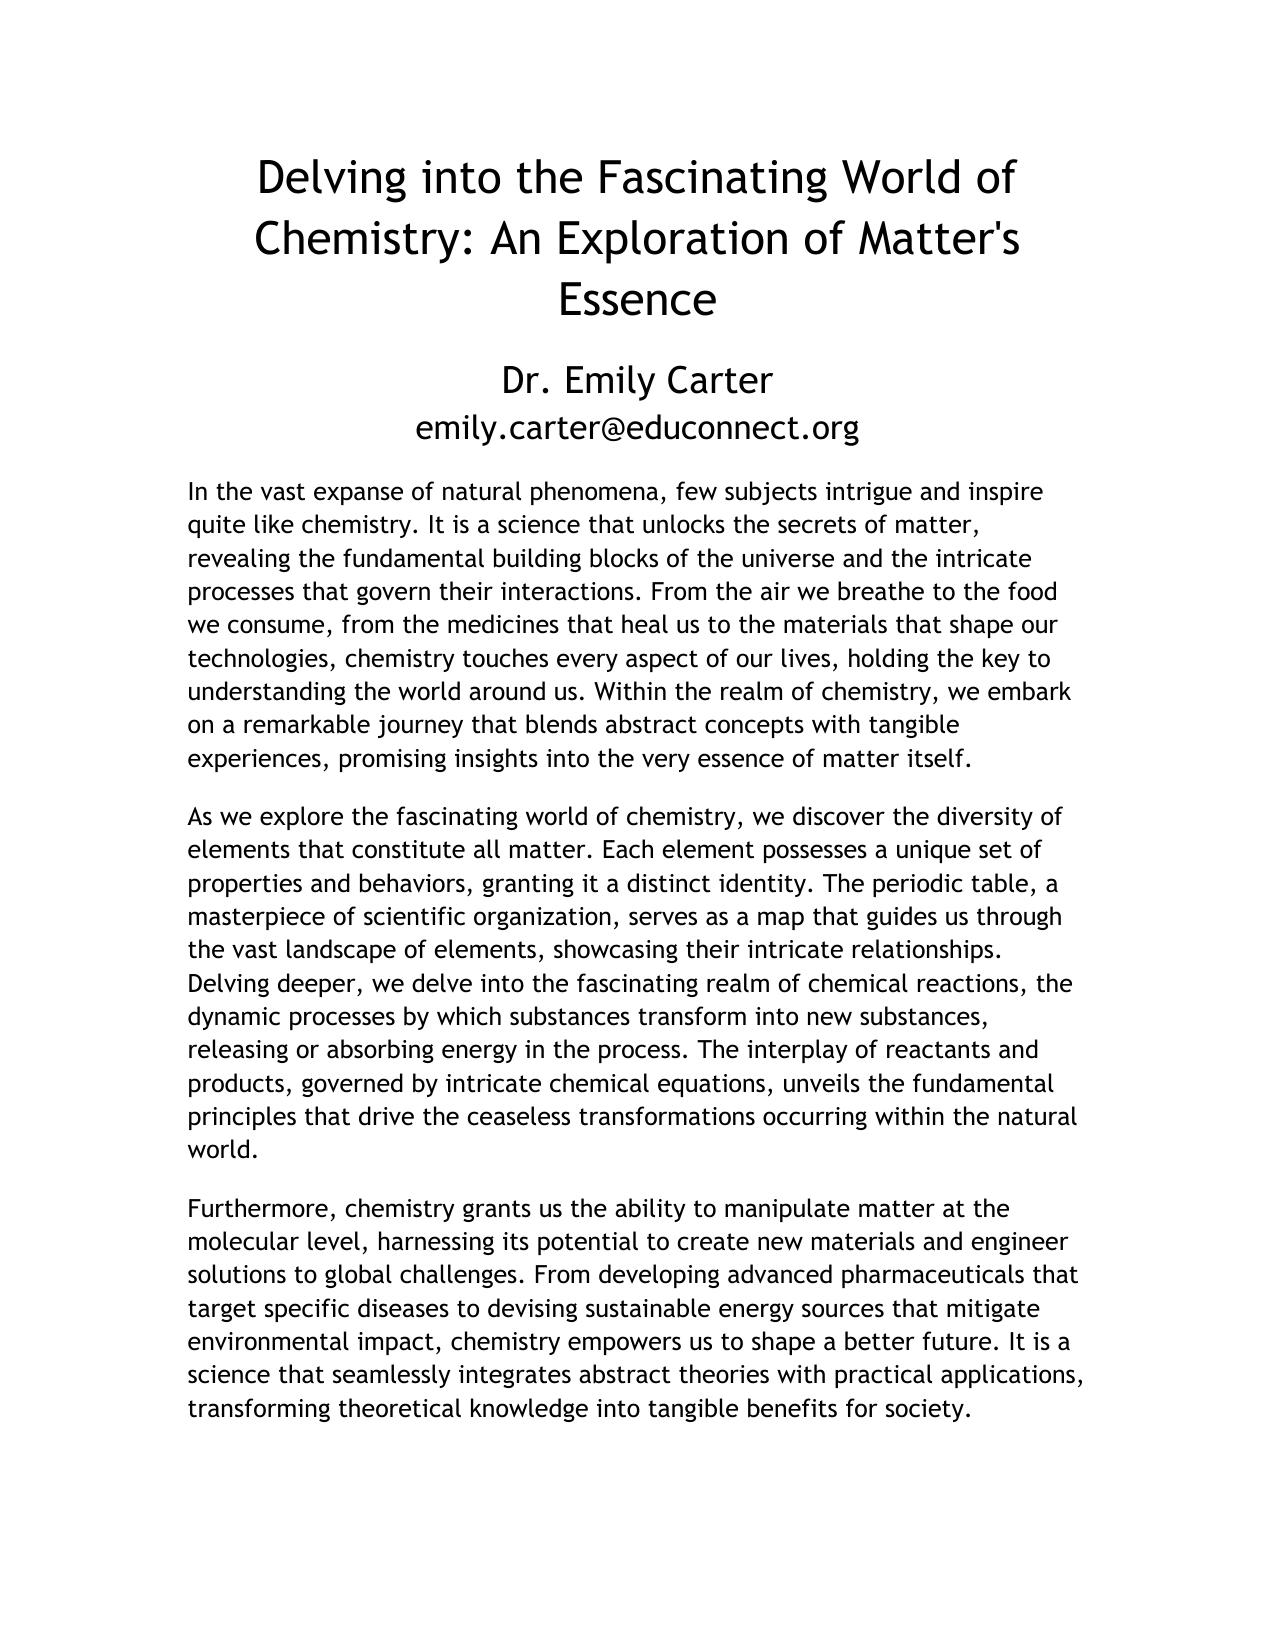 Delving into the Fascinating World of
Chemistry: An Exploration of Matter's
Essence
Dr. Emily Carter
emily.carter@educonnect.org
In the vast expanse of natural phenomena, few subjects intrigue and inspire
quite like chemistry. It is a science that unlocks the secrets of matter,
revealing the fundamental building blocks of the universe and the intricate
processes that govern their interactions. From the air we breathe to the food
we consume, from the medicines that heal us to the materials that shape our
technologies, chemistry touches every aspect of our lives, holding the key to
understanding the world around us. Within the realm of chemistry, we embark
on a remarkable journey that blends abstract concepts with tangible
experiences, promising insights into the very essence of matter itself.
As we explore the fascinating world of chemistry, we discover the diversity of
elements that constitute all matter. Each element possesses a unique set of
properties and behaviors, granting it a distinct identity. The periodic table, a
masterpiece of scientific organization, serves as a map that guides us through
the vast landscape of elements, showcasing their intricate relationships.
Delving deeper, we delve into the fascinating realm of chemical reactions, the
dynamic processes by which substances transform into new substances,
releasing or absorbing energy in the process. The interplay of reactants and
products, governed by intricate chemical equations, unveils the fundamental
principles that drive the ceaseless transformations occurring within the natural
world.
Furthermore, chemistry grants us the ability to manipulate matter at the
molecular level, harnessing its potential to create new materials and engineer
solutions to global challenges. From developing advanced pharmaceuticals that
target specific diseases to devising sustainable energy sources that mitigate
environmental impact, chemistry empowers us to shape a better future. It is a
science that seamlessly integrates abstract theories with practical applications,
transforming theoretical knowledge into tangible benefits for society.